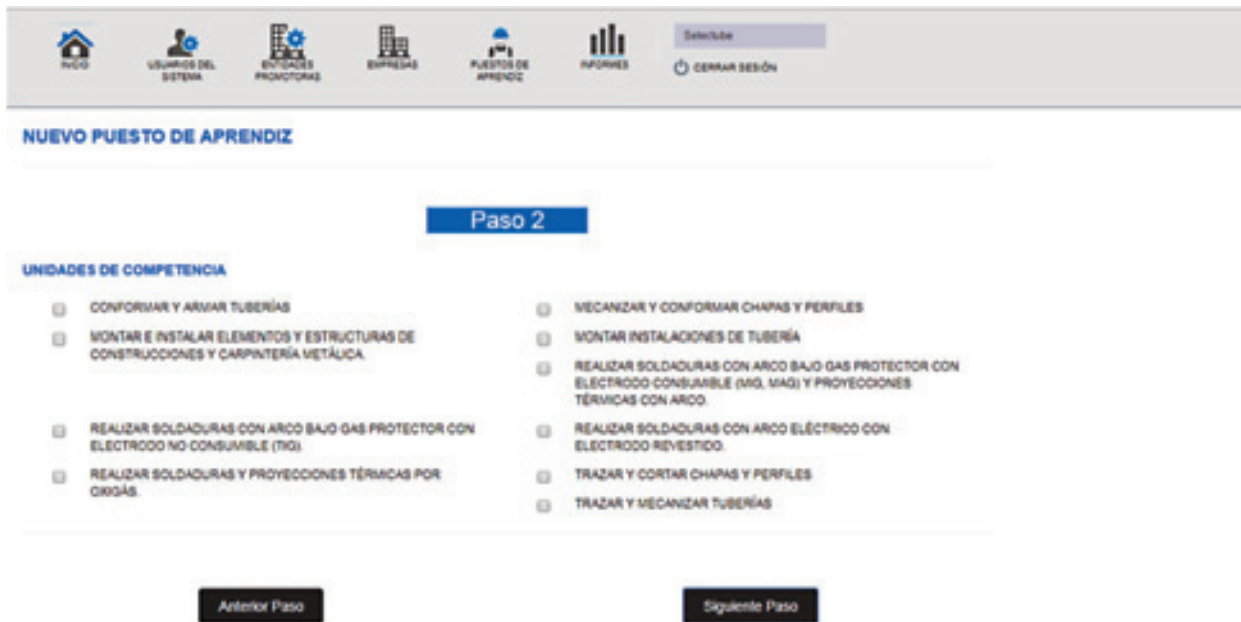 Selectube
INICIO
USUARIOS DEL
SISTEMA
ENTIDADES
PROMOTORAS
EMPRESAS
PUESTOS DE
APRENDIZ
INFORMES
CERRAR SESIÓN
NUEVO PUESTO DE APRENDIZ
Paso 2
UNIDADES DE COMPETENCIA
CONFORMAR Y ARMAR TUBERÍAS
MONTAR E INSTALAR ELEMENTOS Y ESTRUCTURAS DE
CONSTRUCCIONES Y CARPINTERÍA METÁLICA.
REALIZAR SOLDADURAS CON ARCO BAJO GAS PROTECTOR CON
ELECTRODO NO CONSUMIBLE (TIG).
REALIZAR SOLDADURAS Y PROYECCIONES TÉRMICAS POR
OXIGÁS.
MECANIZAR Y CONFORMAR CHAPAS Y PERFILES
MONTAR INSTALACIONES DE TUBERÍA
REALIZAR SOLDADURAS CON ARCO BAJO GAS PROTECTOR CON
ELECTRODO CONSUMIBLE (MIG, MAG) Y PROYECCIONES
TÉRMICAS CON ARCO.
REALIZAR SOLDADURAS CON ARCO ELÉCTRICO CON
ELECTRODO REVESTIDO.
TRAZAR Y CORTAR CHAPAS Y PERFILES
TRAZAR Y MECANIZAR TUBERÍAS
Anterior Paso
Siguiente Paso